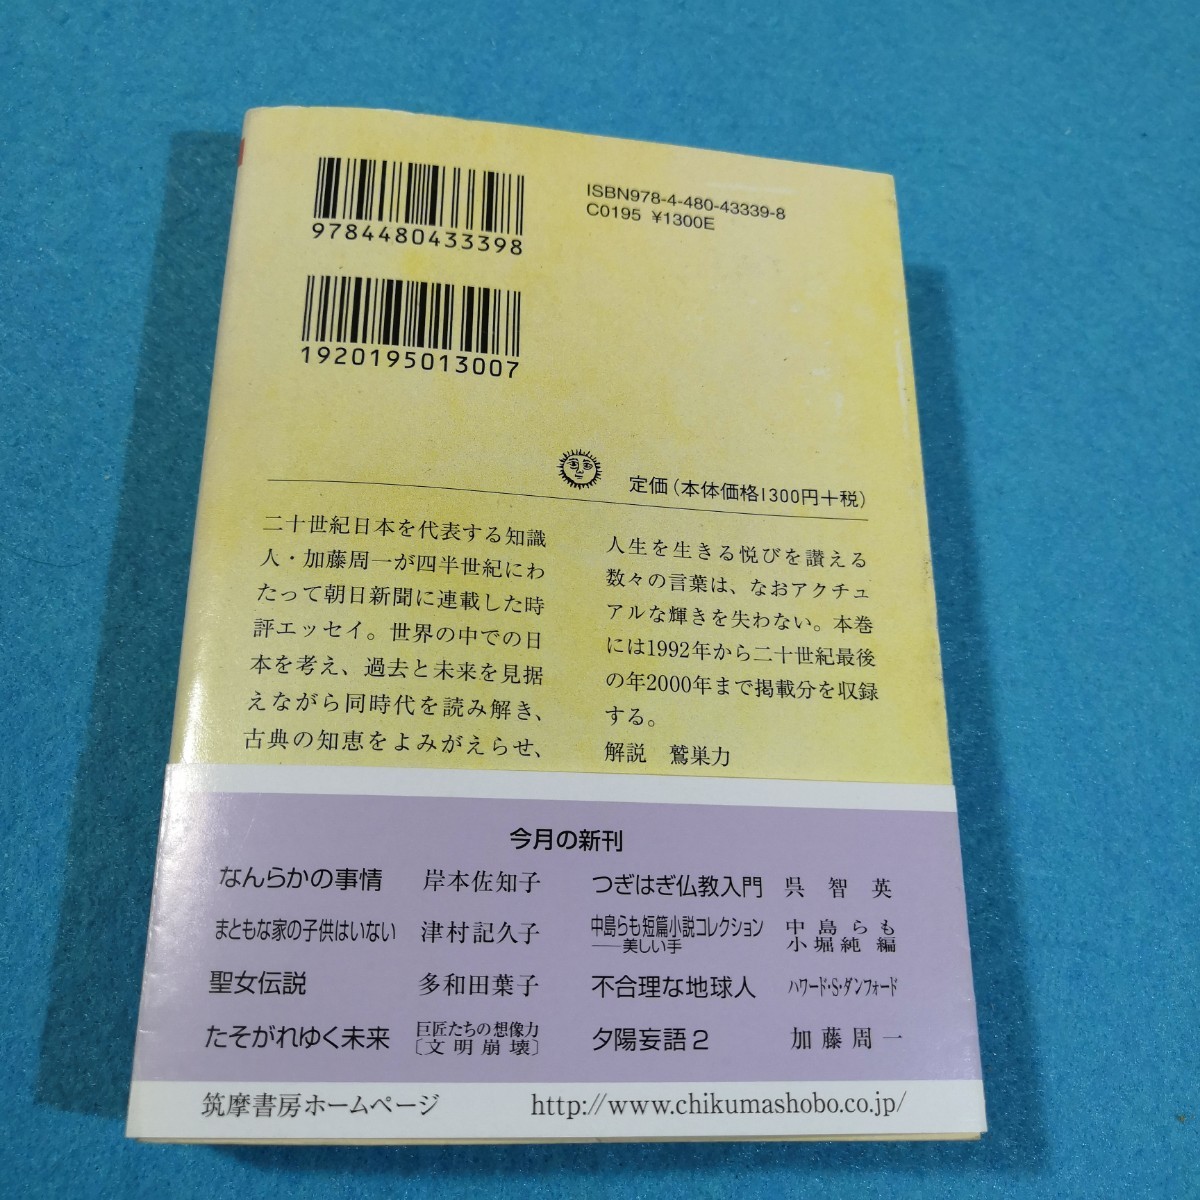 9784480433398
ISBN978-4-480-43339-8
C0195 ¥1300E
1920195013007
定価(本体価格1300円+税)
二十世紀日本を代表する知識
人・加藤周一が四半世紀にわ
たって朝日新聞に連載した時
評エッセイ。世界の中での日
本を考え、過去と未来を見据
えながら同時代を読み解き、
古典の知恵をよみがえらせ、
人生を生きる悦びを讃える
数々の言葉は、なおアクチュ
アルな輝きを失わない。本巻
には1992年から二十世紀最後
の年2000年まで掲載分を収録
する。
解説 鷲巣力
今月の新刊
なんらかの事情 岸本佐知子
まともな家の子供はいない 津村記久子
聖女伝説 多和田葉子
たそがれゆく未来 巨匠たちの想像力
〔文明崩壊〕
つぎはぎ仏教入門 呉智英
中島らも短篇小説コレクション 中島らも
――美しい手 小堀純 編
不合理な地球人 ハワード・S・ダンフォード
夕陽妄語2 加藤周一
筑摩書房ホームページ http://www.chikumashobo.co.jp/